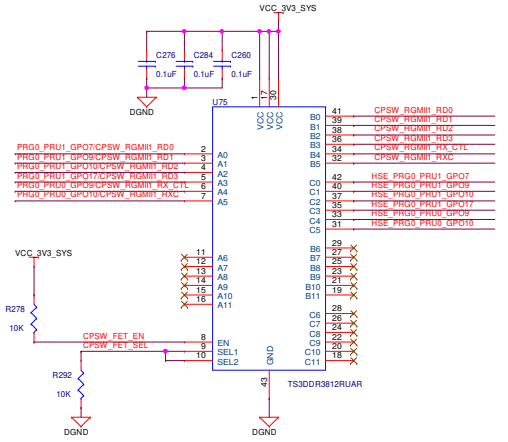 VCC_3V3_SYS
C276
0.1uF
C284
0.1uF
C260
0.1uF
DGND
U75
1
17
30
VCC
VCC
VCC
PRG0_PRU1_GPO7/CPSW_RGMII1_RD0 2 A0
PRG0_PRU1_GPO9/CPSW_RGMII1_RD1 3 A1
PRG0_PRU1_GPO10/CPSW_RGMII1_RD2 4 A2
PRG0_PRU1_GPO17/CPSW_RGMII1_RD3 5 A3
PRG0_PRU0_GPO9/CPSW_RGMII1_RX_CTL 6 A4
PRG0_PRU0_GPO10/CPSW_RGMII1_RXC 7 A5
B0 41 CPSW_RGMII1_RD0
B1 39 CPSW_RGMII1_RD1
B2 38 CPSW_RGMII1_RD2
B3 36 CPSW_RGMII1_RD3
B4 34 CPSW_RGMII1_RX_CTL
B5 32 CPSW_RGMII1_RXC
C0 42 HSE_PRG0_PRU1_GPO7
C1 40 HSE_PRG0_PRU1_GPO9
C2 37 HSE_PRG0_PRU1_GPO10
C3 35 HSE_PRG0_PRU1_GPO17
C4 33 HSE_PRG0_PRU0_GPO9
C5 31 HSE_PRG0_PRU0_GPO10
11 A6
12 A7
13 A8
14 A9
15 A10
16 A11
B6 29
B7 27
B8 25
B9 23
B10 21
B11 19
C6 28
C7 26
C8 24
C9 22
C10 20
C11 18
VCC_3V3_SYS
R278
10K
CPSW_FET_EN 8 EN
CPSW_FET_SEL 9 SEL1
10 SEL2
R292
10K
DGND
GND
43
TS3DDR3812RUAR
DGND